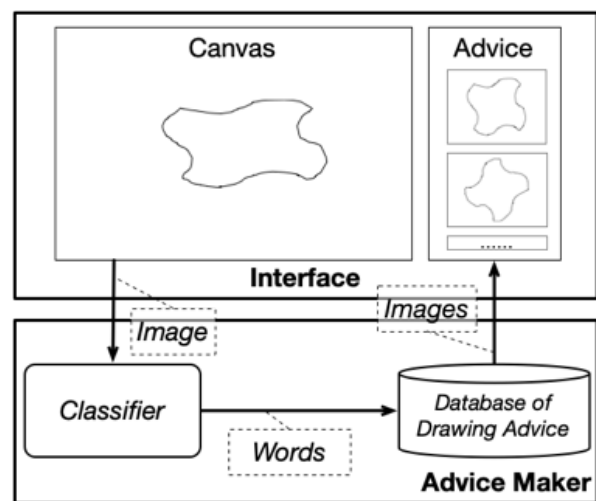 Canvas
Advice
......
Interface
Image
Images
Classifier
Words
Database of
Drawing Advice
Advice Maker